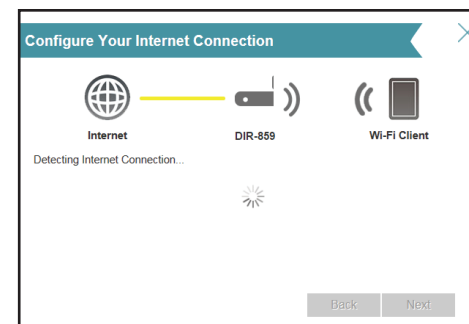 Configure Your Internet Connection
Internet DIR-859 Wi-Fi Client
Detecting Internet Connection...
Back Next